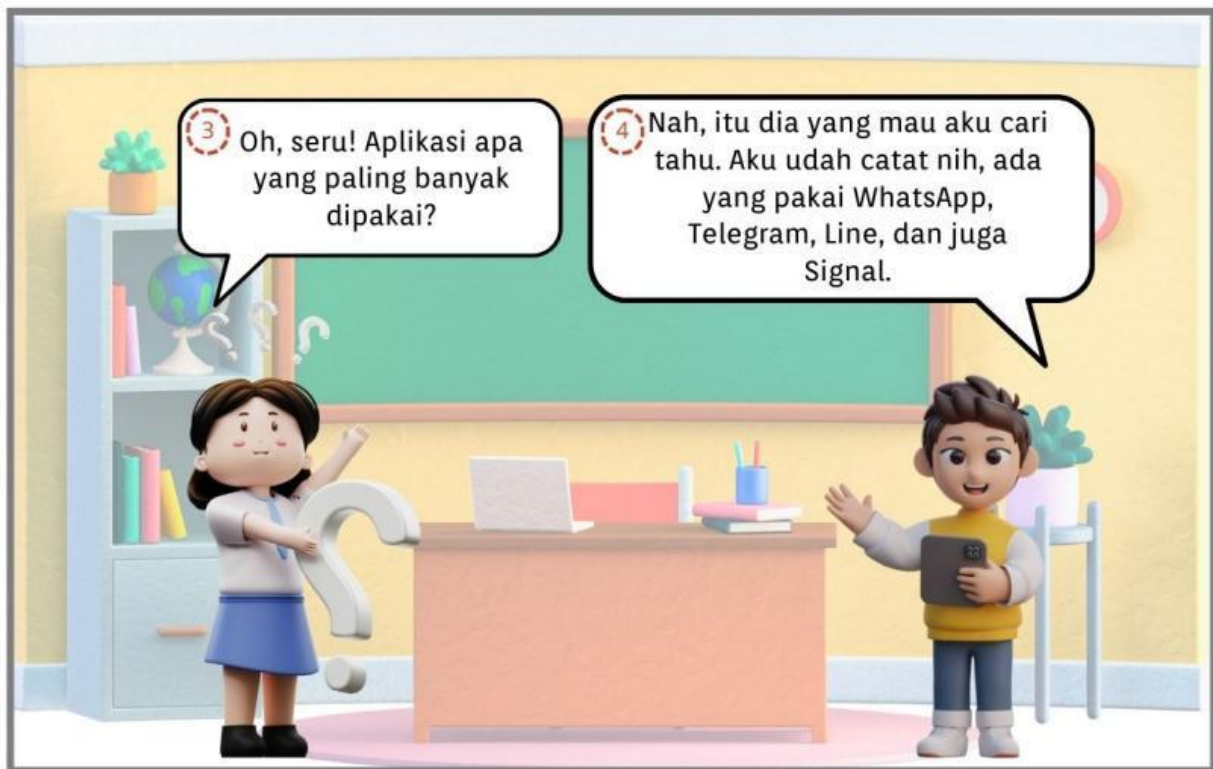 3
Oh, seru! Aplikasi apa
yang paling banyak
dipakai?
4
Nah, itu dia yang mau aku cari
tahu. Aku udah catat nih, ada
yang pakai WhatsApp,
Telegram, Line, dan juga
Signal.